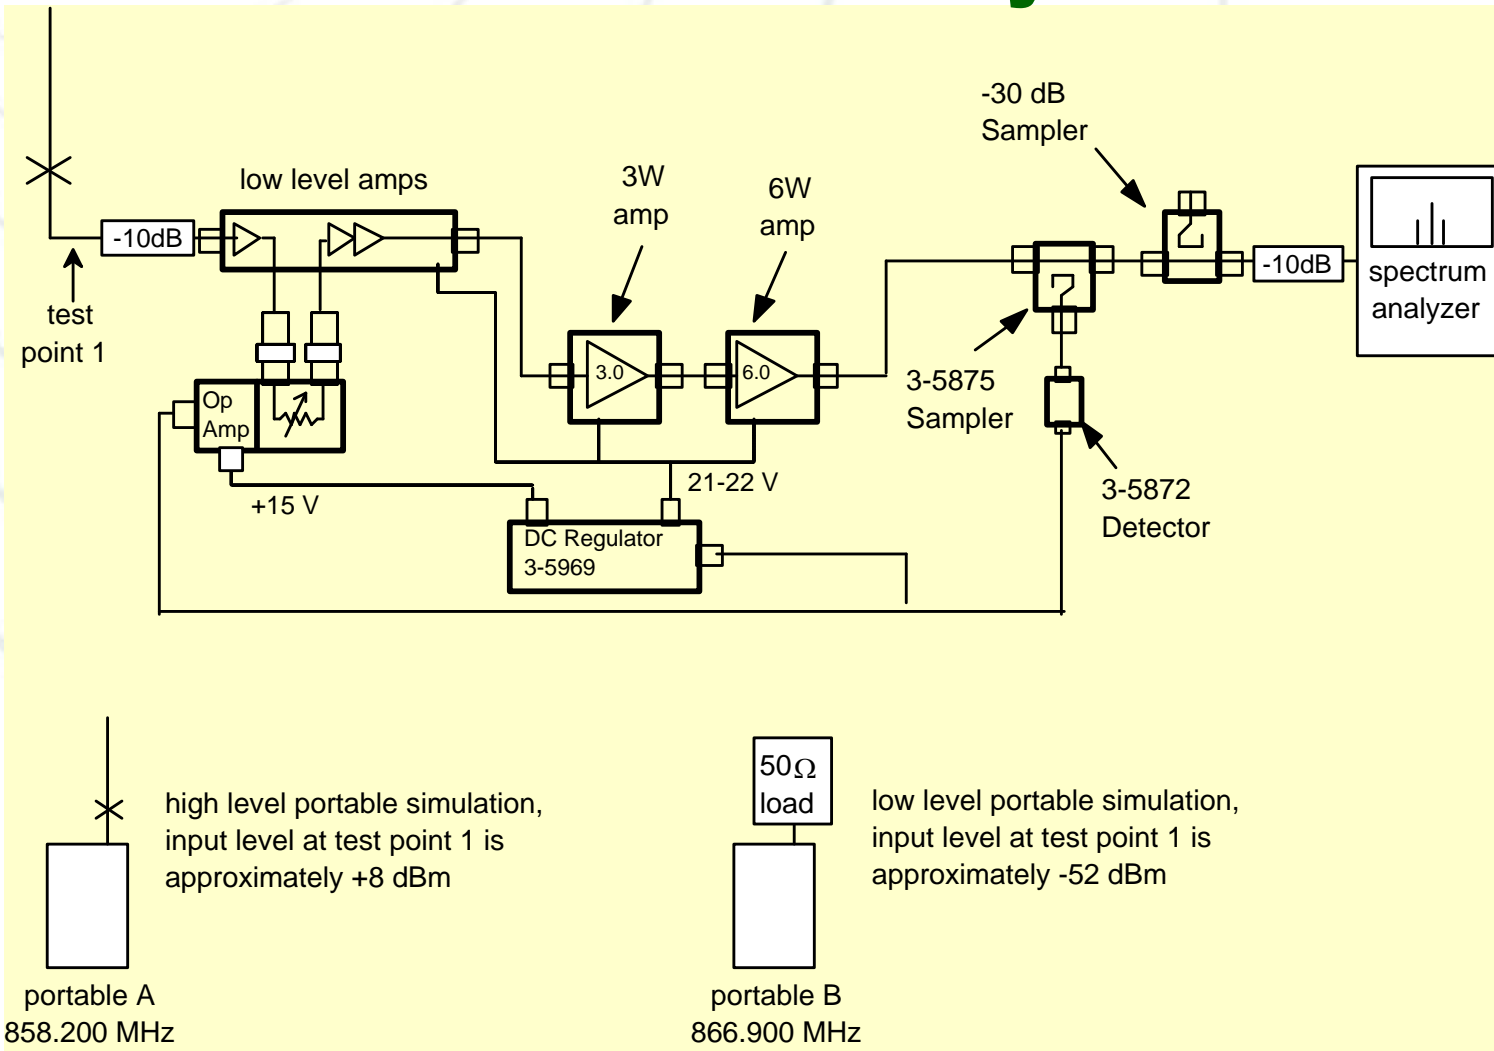 -30 dB
Sampler
low level amps
3W
amp
6W
amp
-10dB
-10dB
test
point 1
spectrum
analyzer
3.0
6.0
Op
Amp
3-5875
Sampler
21-22 V
+15 V
3-5872
Detector
DC Regulator
3-5969
high level portable simulation,
input level at test point 1 is
approximately +8 dBm
50Ω
load
low level portable simulation,
input level at test point 1 is
approximately -52 dBm
portable A
858.200 MHz
portable B
866.900 MHz